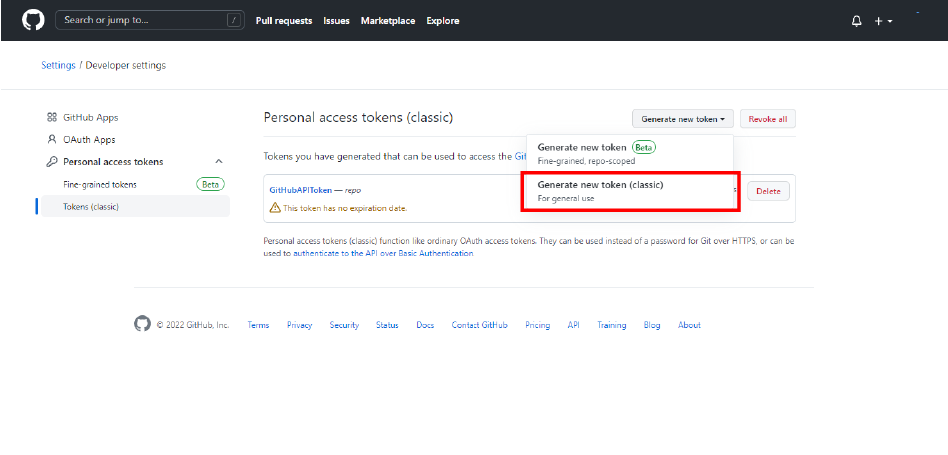 Search or jump to... /
Pull requests Issues Marketplace Explore
Settings / Developer settings
GitHub Apps
OAuth Apps
Personal access tokens
Fine-grained tokens Beta
Tokens (classic)
Personal access tokens (classic)
Generate new token
Revoke all
Generate new token Beta
Fine-grained, repo-scoped
Generate new token (classic)
For general use
Tokens you have generated that can be used to access the
GitHubAPIToken — repo
Delete
This token has no expiration date.
Personal access tokens (classic) function like ordinary OAuth access tokens. They can be used instead of a password for Git over HTTPS, or can be
used to authenticate to the API over Basic Authentication.
© 2022 GitHub, Inc. Terms Privacy Security Status Docs Contact GitHub Pricing API Training Blog About